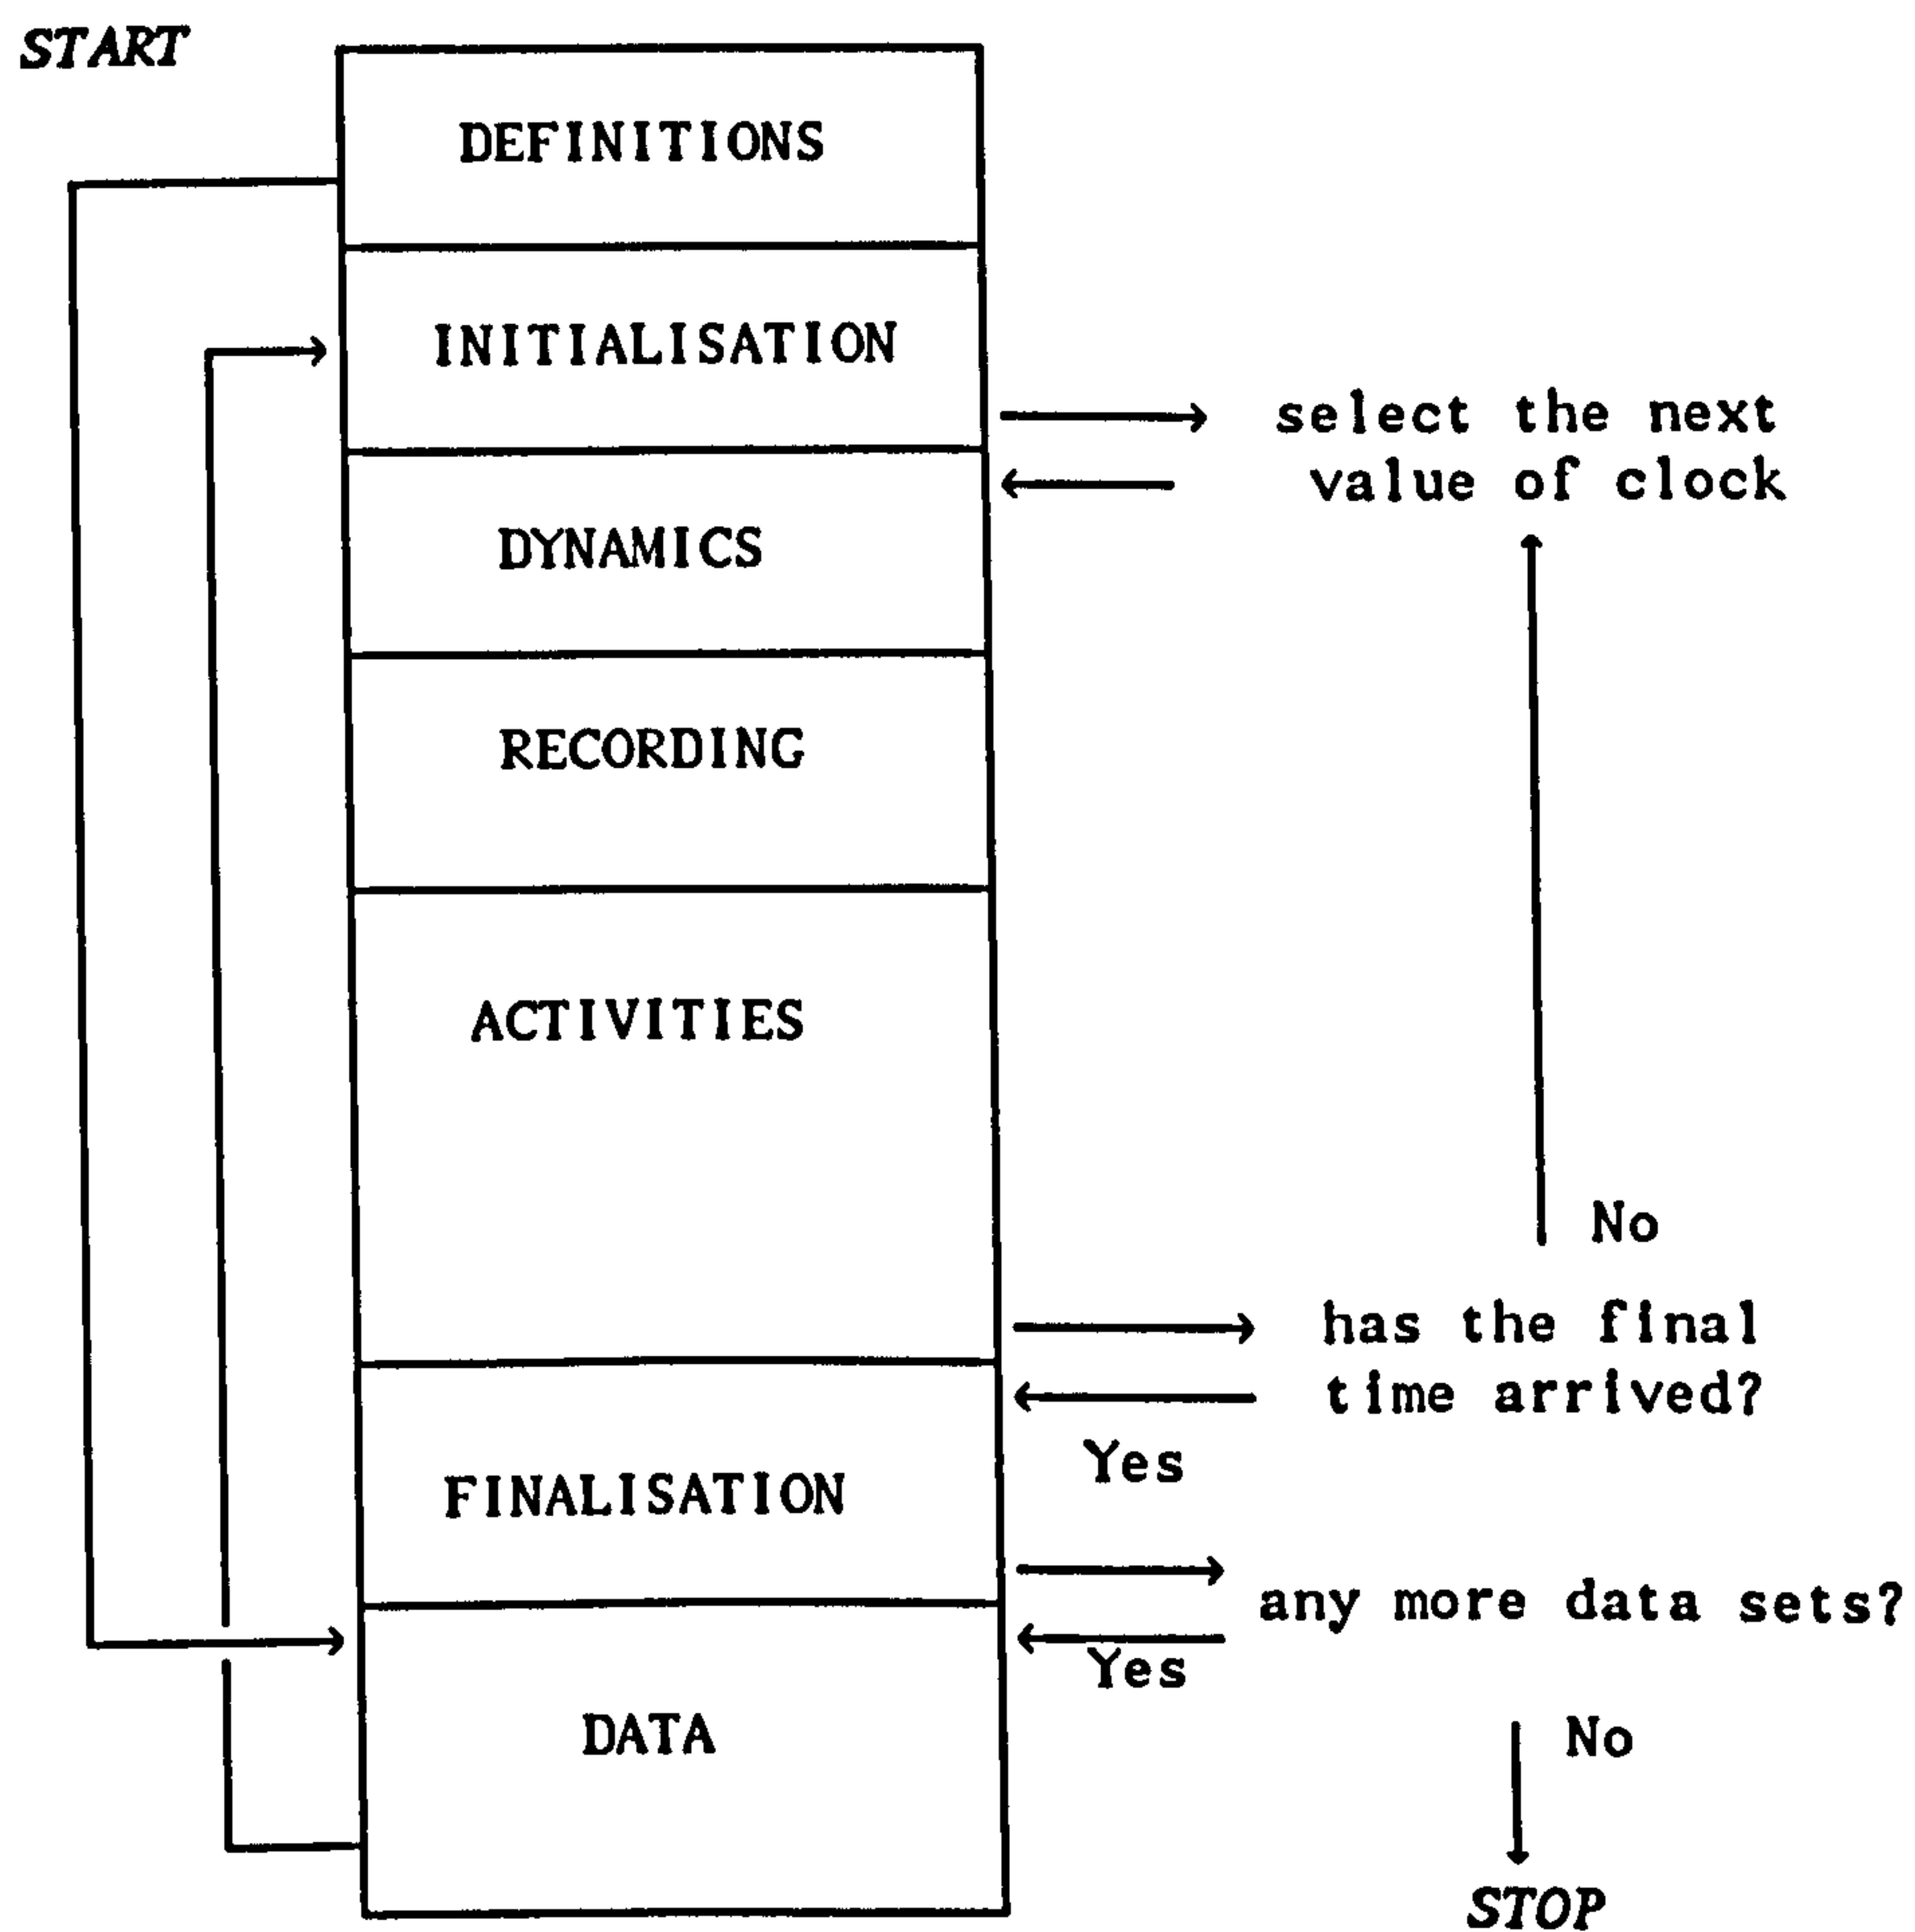 START
DEFINITIONS
INITIALISATION
select the next
value of clock
DYNAMICS
RECORDING
ACTIVITIES
No
has the final
time arrived?
Yes
FINALISATION
any more data sets?
Yes
DATA
No
STOP